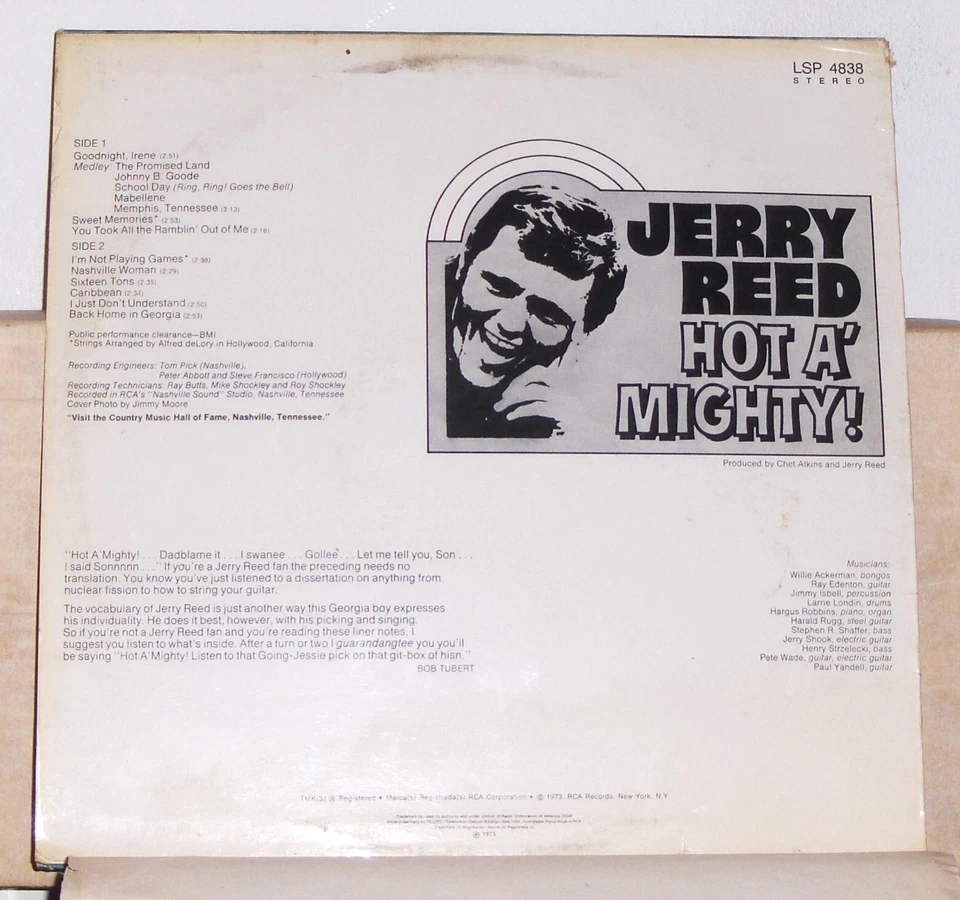 LSP 4838
STEREO
SIDE 1
Goodnight, Irene (2:51)
Medley: The Promised Land
Johnny B. Goode
School Day (Ring, Ring! Goes the Bell)
Mabellene
Memphis, Tennessee (3:13)
Sweet Memories* (2:53)
You Took All the Ramblin' Out of Me (2:16)
SIDE 2
I'm Not Playing Games* (2:38)
Nashville Woman (2:29)
Sixteen Tons (2:35)
Caribbean (2:34)
I Just Don't Understand (2:50)
Back Home in Georgia (2:53)
Public performance clearance—BMI
*Strings Arranged by Alfred deLory in Hollywood, California
Recording Engineers: Tom Pick (Nashville),
Peter Abbott and Steve Francisco (Hollywood)
Recording Technicians: Ray Butts, Mike Shockley and Roy Shockley
Recorded in RCA's "Nashville Sound" Studio, Nashville, Tennessee
Cover Photo by Jimmy Moore
"Visit the Country Music Hall of Fame, Nashville, Tennessee."
JERRY
REED
HOT A'
MIGHTY!
Produced by Chet Atkins and Jerry Reed
"Hot A'Mighty! . . . Dadblame it . . . I swanee . . . Gollee . . . Let me tell you, Son . . .
I said Sonnnnn . . ." If you're a Jerry Reed fan the preceding needs no
translation. You know you've just listened to a dissertation on anything from
nuclear fission to how to string your guitar.
The vocabulary of Jerry Reed is just another way this Georgia boy expresses
his individuality. He does it best, however, with his picking and singing.
So if you're not a Jerry Reed fan and you're reading these liner notes, I
suggest you listen to what's inside. After a turn or two I guarandangtee you you'll
be saying "Hot A'Mighty! Listen to that Going-Jessie pick on that git-box of hisn."
BOB TUBERT
Musicians:
Willie Ackerman, bongos
Ray Edenton, guitar
Jimmy Isbell, percussion
Larrie Londin, drums
Hargus Robbins, piano, organ
Harald Rugg, steel guitar
Stephen R. Shaffer, bass
Jerry Shook, electric guitar
Henry Strzelecki, bass
Pete Wade, guitar, electric guitar
Paul Yandell, guitar
TMK(S) ® Registered • Marca(s) Registrada(s) RCA Corporation • © 1973, RCA Records, New York, N.Y.
℗ 1973